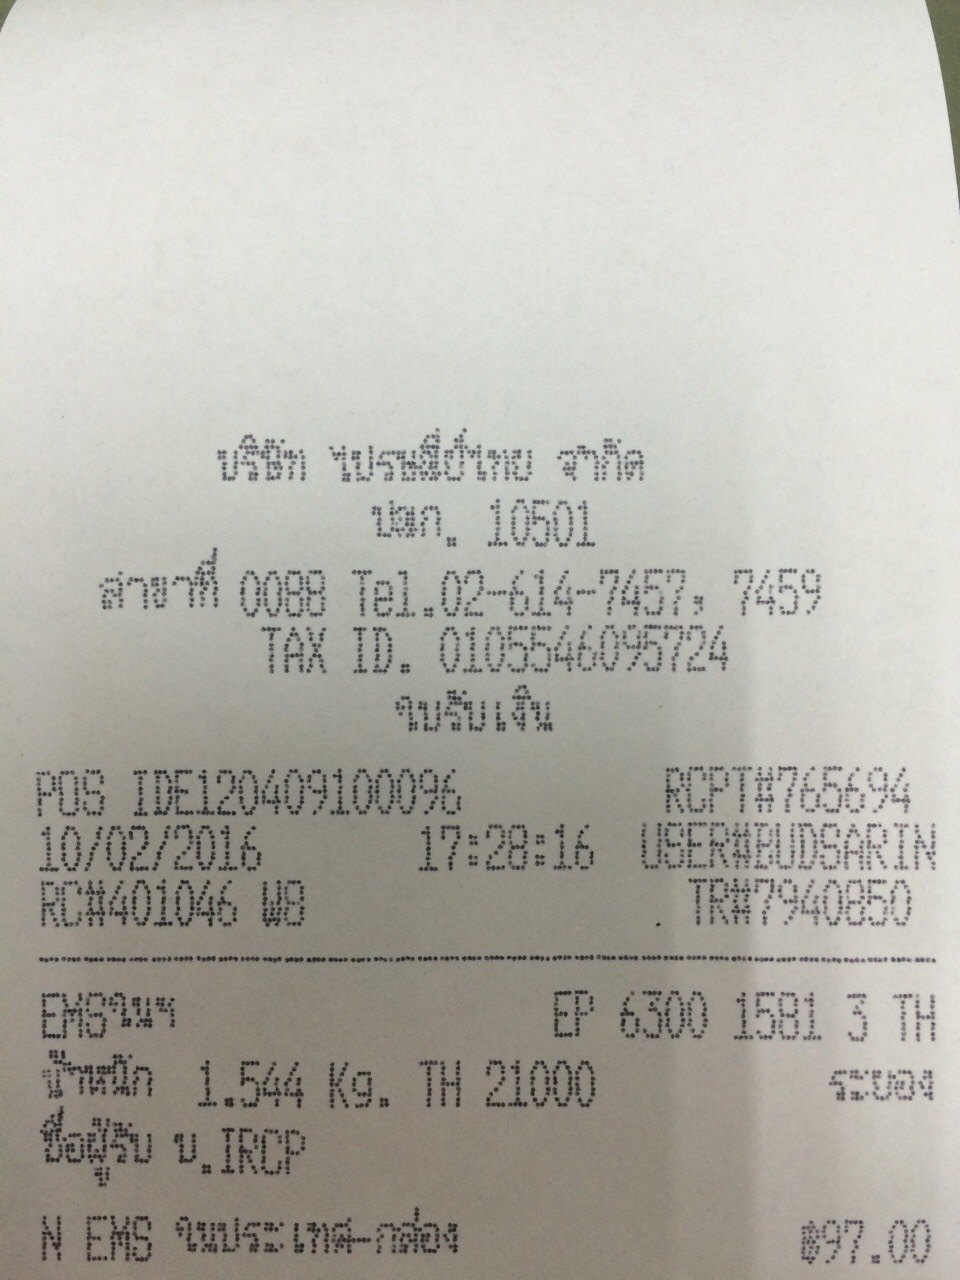 บริษัท ไปรษณีย์ไทย จำกัด
ปณก. 10501
สาขาที่ 0088 Tel.02-614-7457, 7459
TAX ID. 0105546095724
ใบรับเงิน
POS IDE120409100096 RCPT#765694
10/02/2016 17:28:16 USER#BUDSARIN
RC#401046 W8 TR#7940850
EMSในฯ EP 6300 1581 3 TH
น้ำหนัก 1.544 Kg. TH 21000 ระยอง
ชื่อผู้รับ บ.IRCP
N EMS ในประเทศ-กล่อง ฿97.00